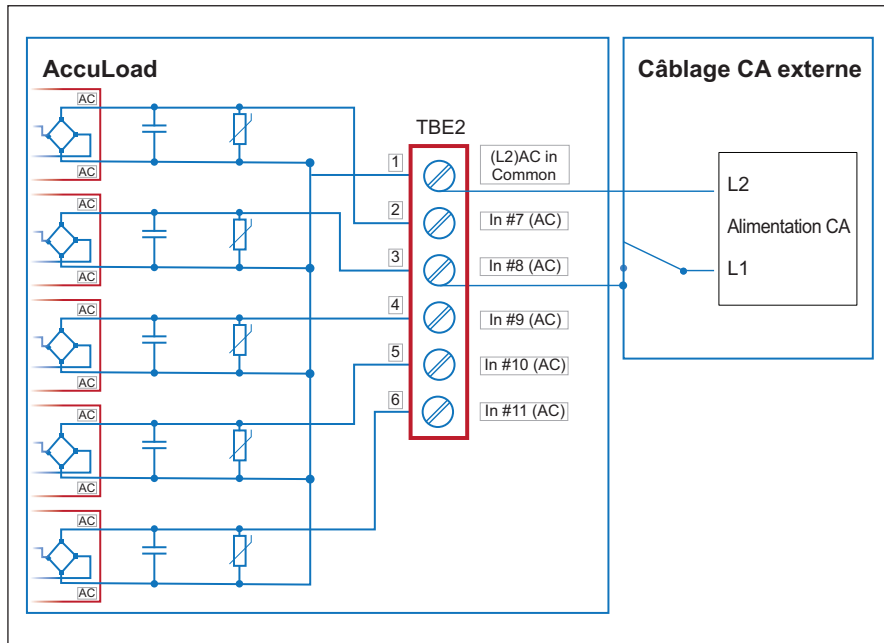 AccuLoad
Câblage CA externe
AC
AC
AC
AC
AC
AC
AC
AC
AC
AC
TBE2
1
(L2)AC in
Common
2
In #7 (AC)
3
In #8 (AC)
4
In #9 (AC)
5
In #10 (AC)
6
In #11 (AC)
L2
Alimentation CA
L1